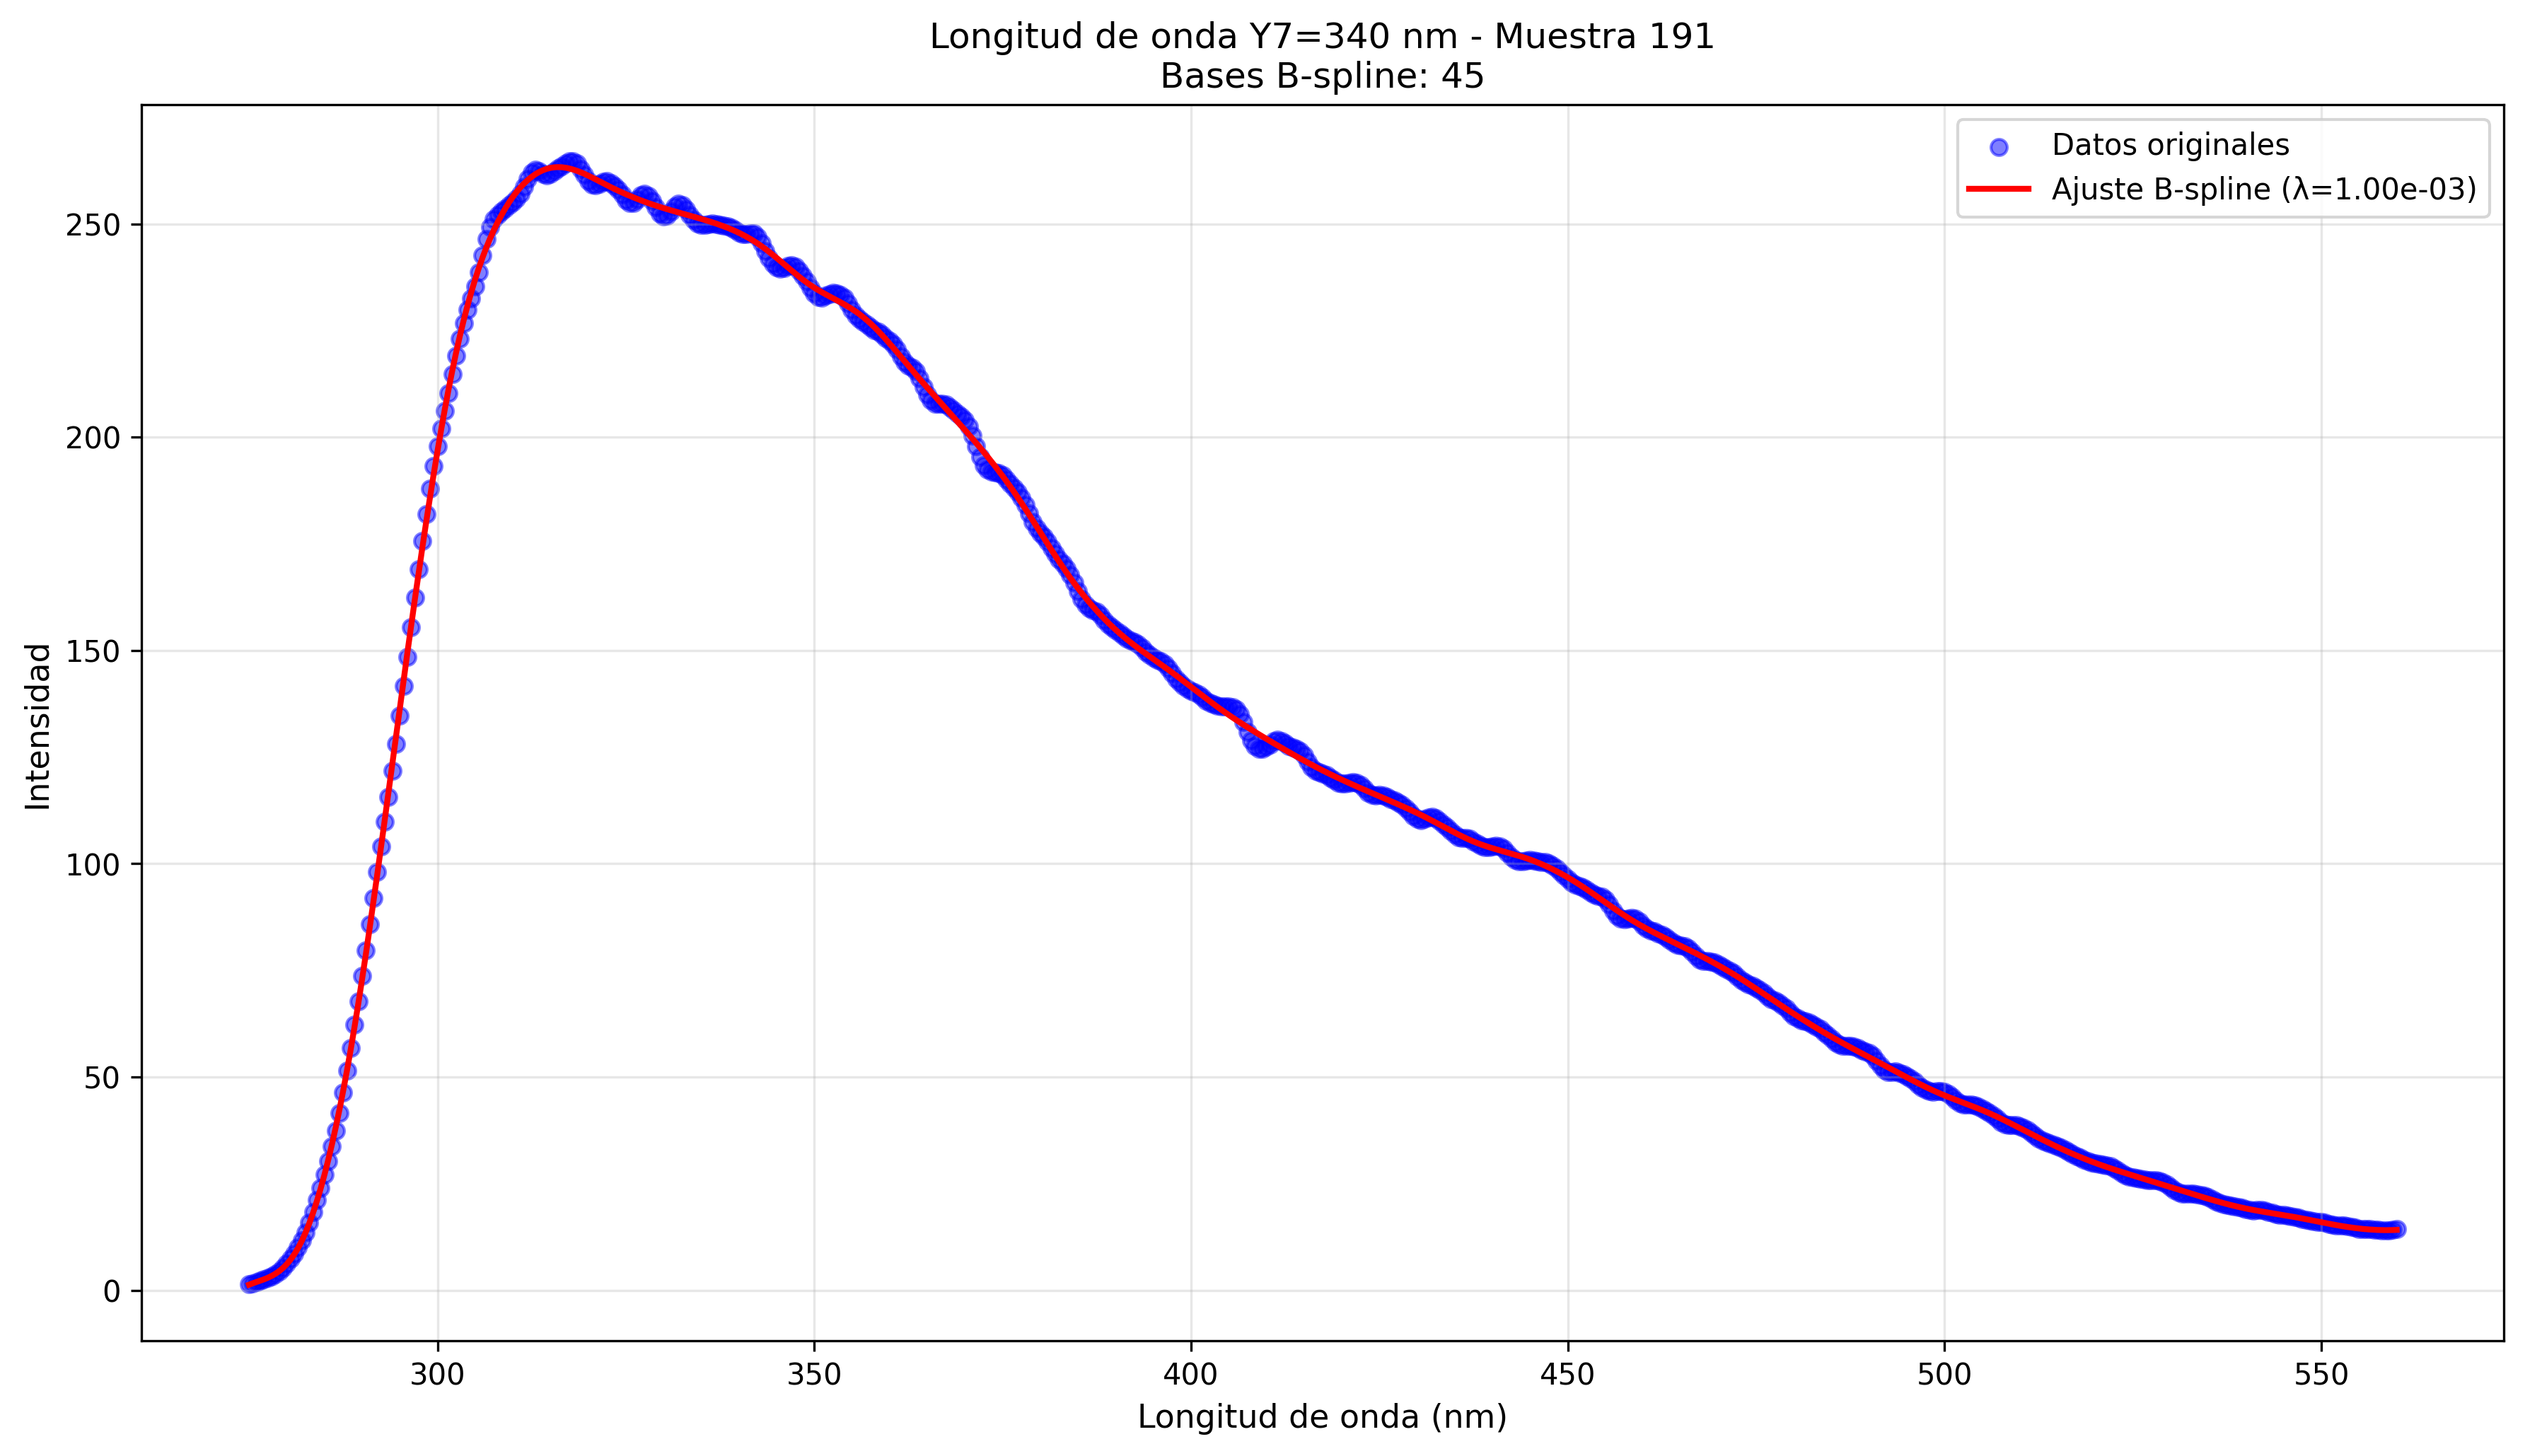 Longitud de onda Y7=340 nm - Muestra 191
Bases B-spline: 45
Datos originales
Ajuste B-spline (λ=1.00e-03)
Intensidad
250
200
150
100
50
0
300 350 400 450 500 550
Longitud de onda (nm)